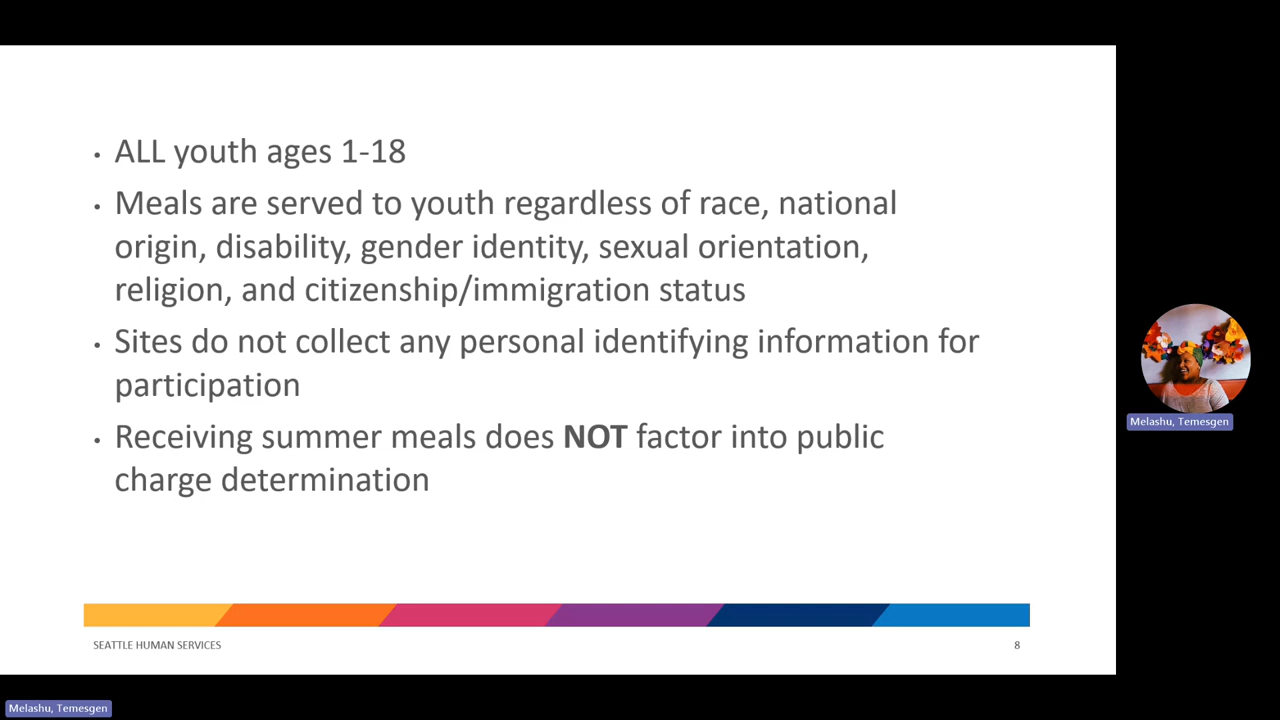 • ALL youth ages 1-18
• Meals are served to youth regardless of race, national
origin, disability, gender identity, sexual orientation,
religion, and citizenship/immigration status
• Sites do not collect any personal identifying information for
participation
• Receiving summer meals does NOT factor into public
charge determination
SEATTLE HUMAN SERVICES
8
Melashu, Temesgen
Melashu, Temesgen